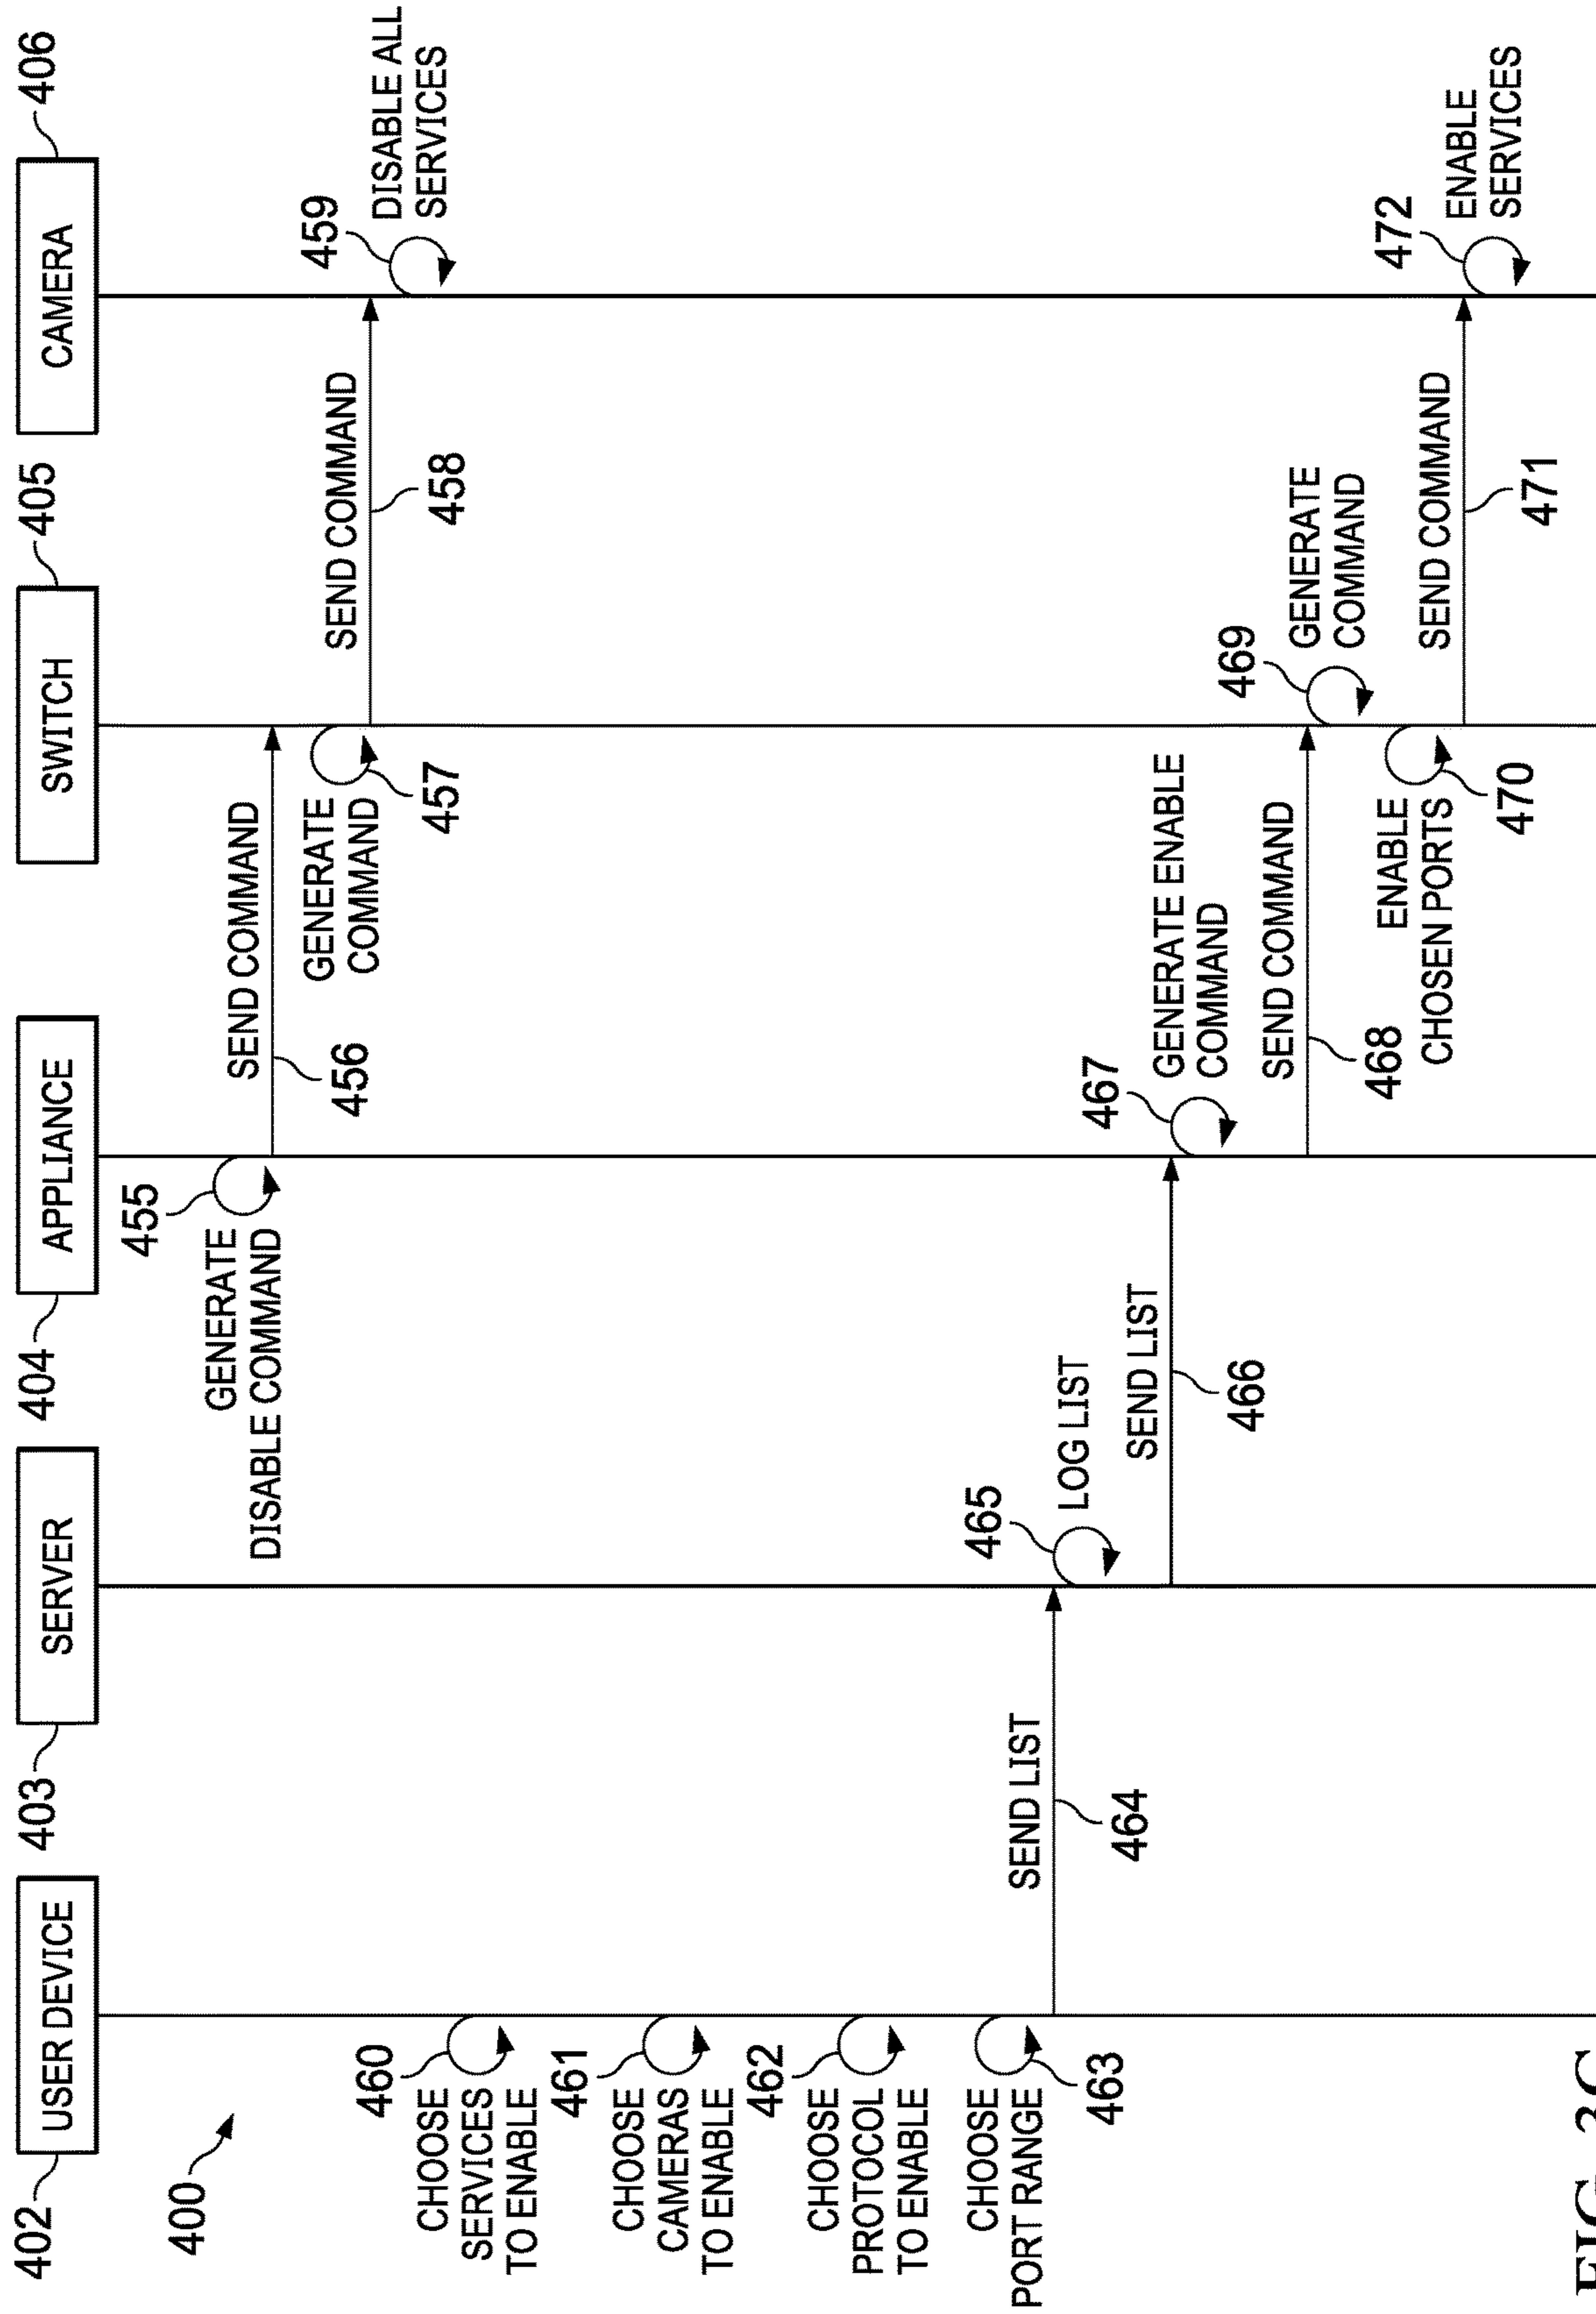 402
USER DEVICE
403
SERVER
404
APPLIANCE
405
SWITCH
406
CAMERA
400
455
GENERATE
DISABLE COMMAND
SEND COMMAND
456
GENERATE
COMMAND
457
SEND COMMAND
458
459
DISABLE ALL
SERVICES
460
CHOOSE
SERVICES
TO ENABLE
461
CHOOSE
CAMERAS
TO ENABLE
462
CHOOSE
PROTOCOL
TO ENABLE
CHOOSE
PORT RANGE
463
SEND LIST
464
465
LOG LIST
SEND LIST
466
467
GENERATE ENABLE
COMMAND
SEND COMMAND
468
469
GENERATE
COMMAND
ENABLE
CHOSEN PORTS
470
SEND COMMAND
471
472
ENABLE
SERVICES
FIG. 3C